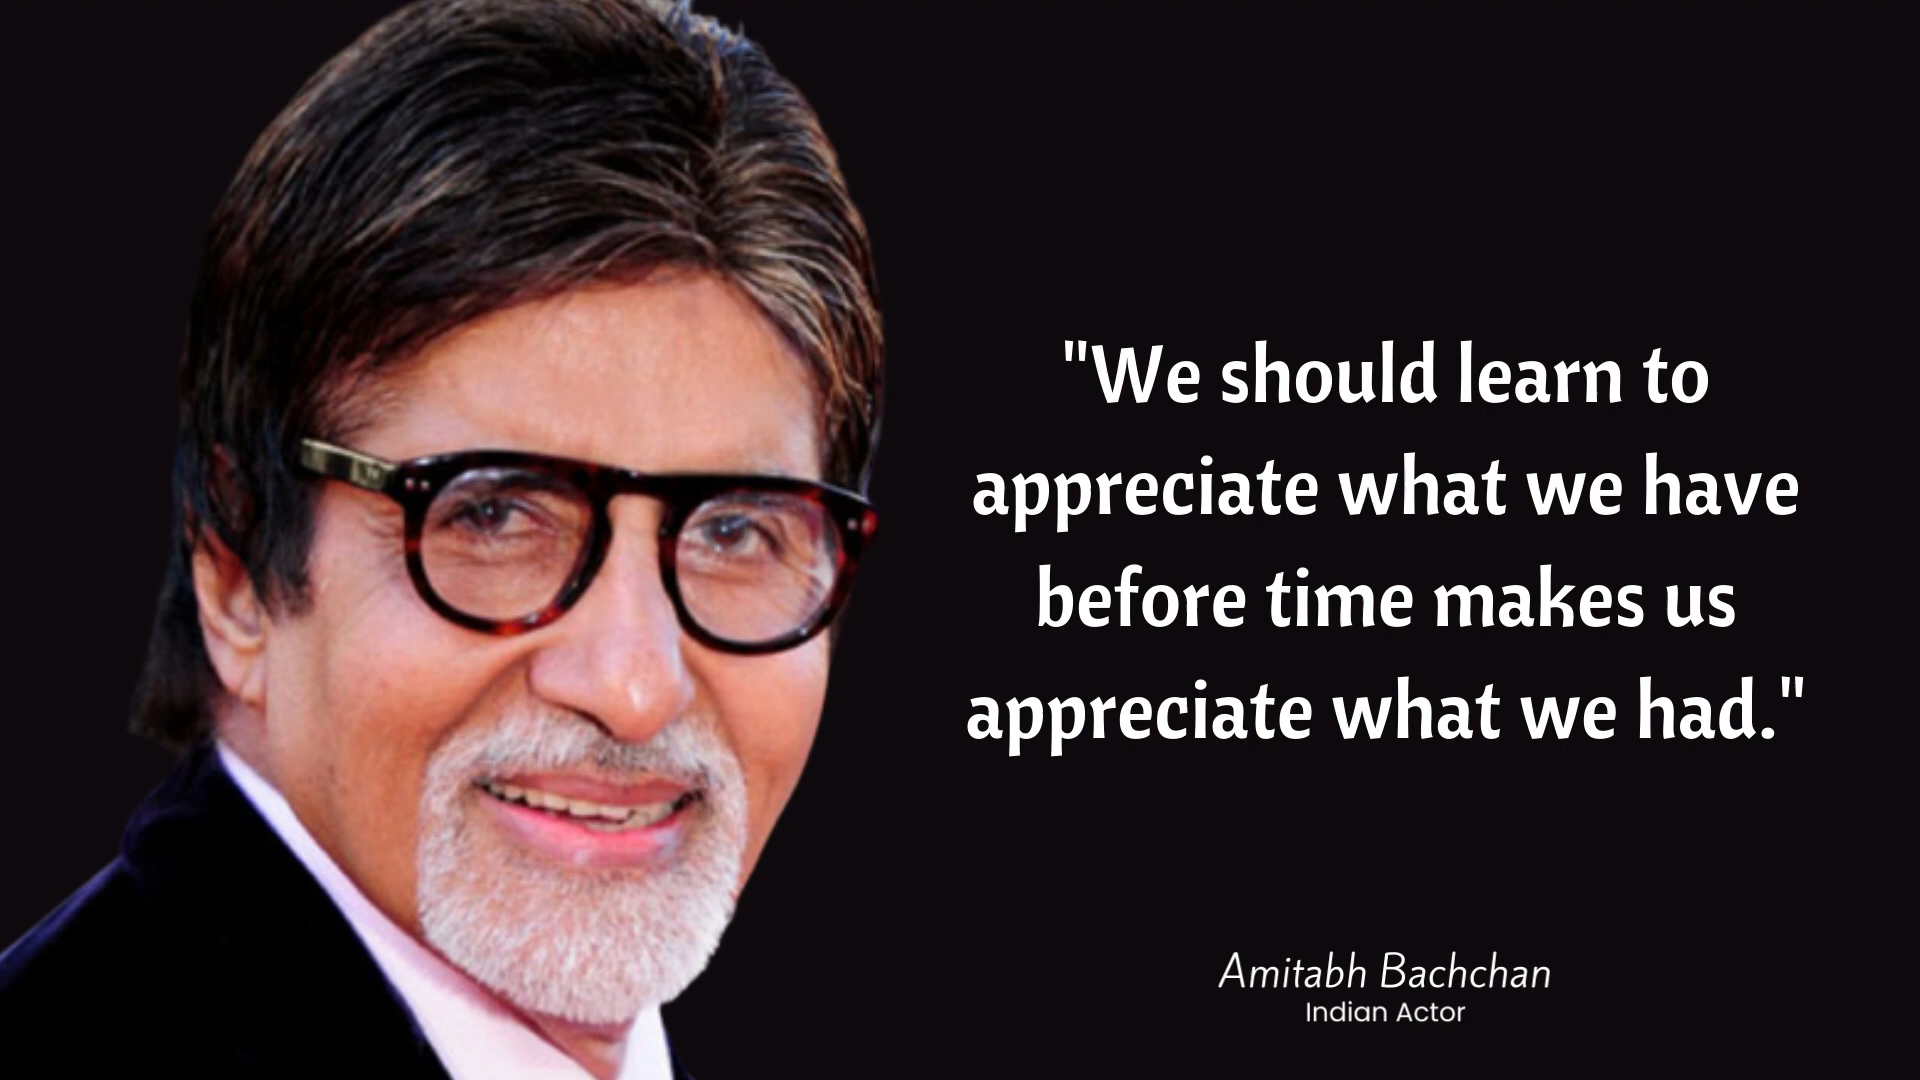 "We should learn to
appreciate what we have
before time makes us
appreciate what we had."
Amitabh Bachchan
Indian Actor